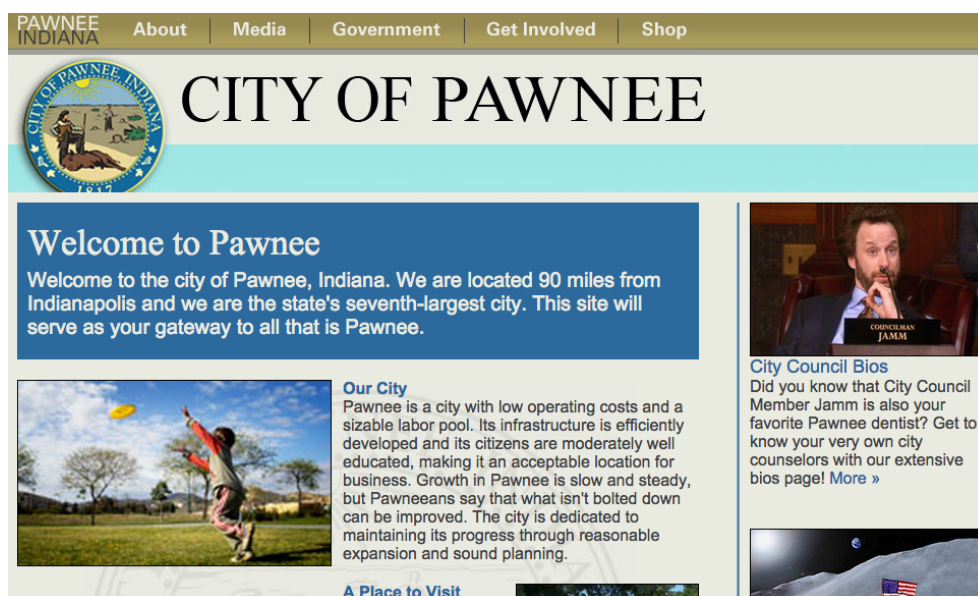 PAWNEE
INDIANA
About
Media
Government
Get Involved
Shop
CITY OF PAWNEE, INDIANA
1817
CITY OF PAWNEE
Welcome to Pawnee
Welcome to the city of Pawnee, Indiana. We are located 90 miles from
Indianapolis and we are the state's seventh-largest city. This site will
serve as your gateway to all that is Pawnee.
Our City
Pawnee is a city with low operating costs and a
sizable labor pool. Its infrastructure is efficiently
developed and its citizens are moderately well
educated, making it an acceptable location for
business. Growth in Pawnee is slow and steady,
but Pawneeans say that what isn't bolted down
can be improved. The city is dedicated to
maintaining its progress through reasonable
expansion and sound planning.
A Place to Visit
COUNCILMAN
JAMM
City Council Bios
Did you know that City Council
Member Jamm is also your
favorite Pawnee dentist? Get to
know your very own city
counselors with our extensive
bios page! More »